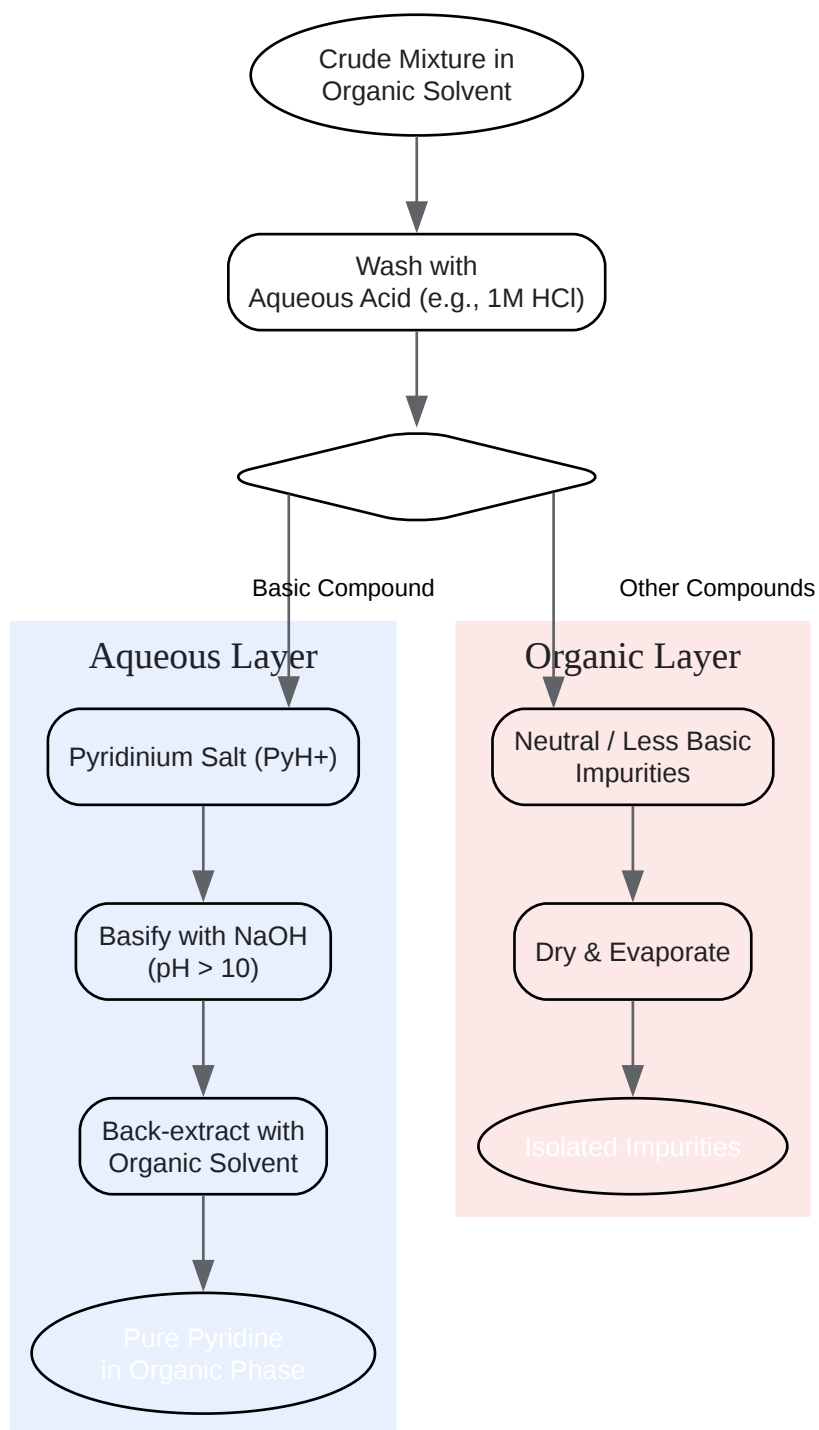 Crude Mixture in
Organic Solvent
Wash with
Aqueous Acid (e.g., 1M HCl)
Basic Compound
Other Compounds
Aqueous Layer
Organic Layer
Pyridinium Salt (PyH+)
Neutral / Less Basic
Impurities
Basify with NaOH
(pH > 10)
Dry & Evaporate
Back-extract with
Organic Solvent
Isolated Impurities
Pure Pyridine
in Organic Phase